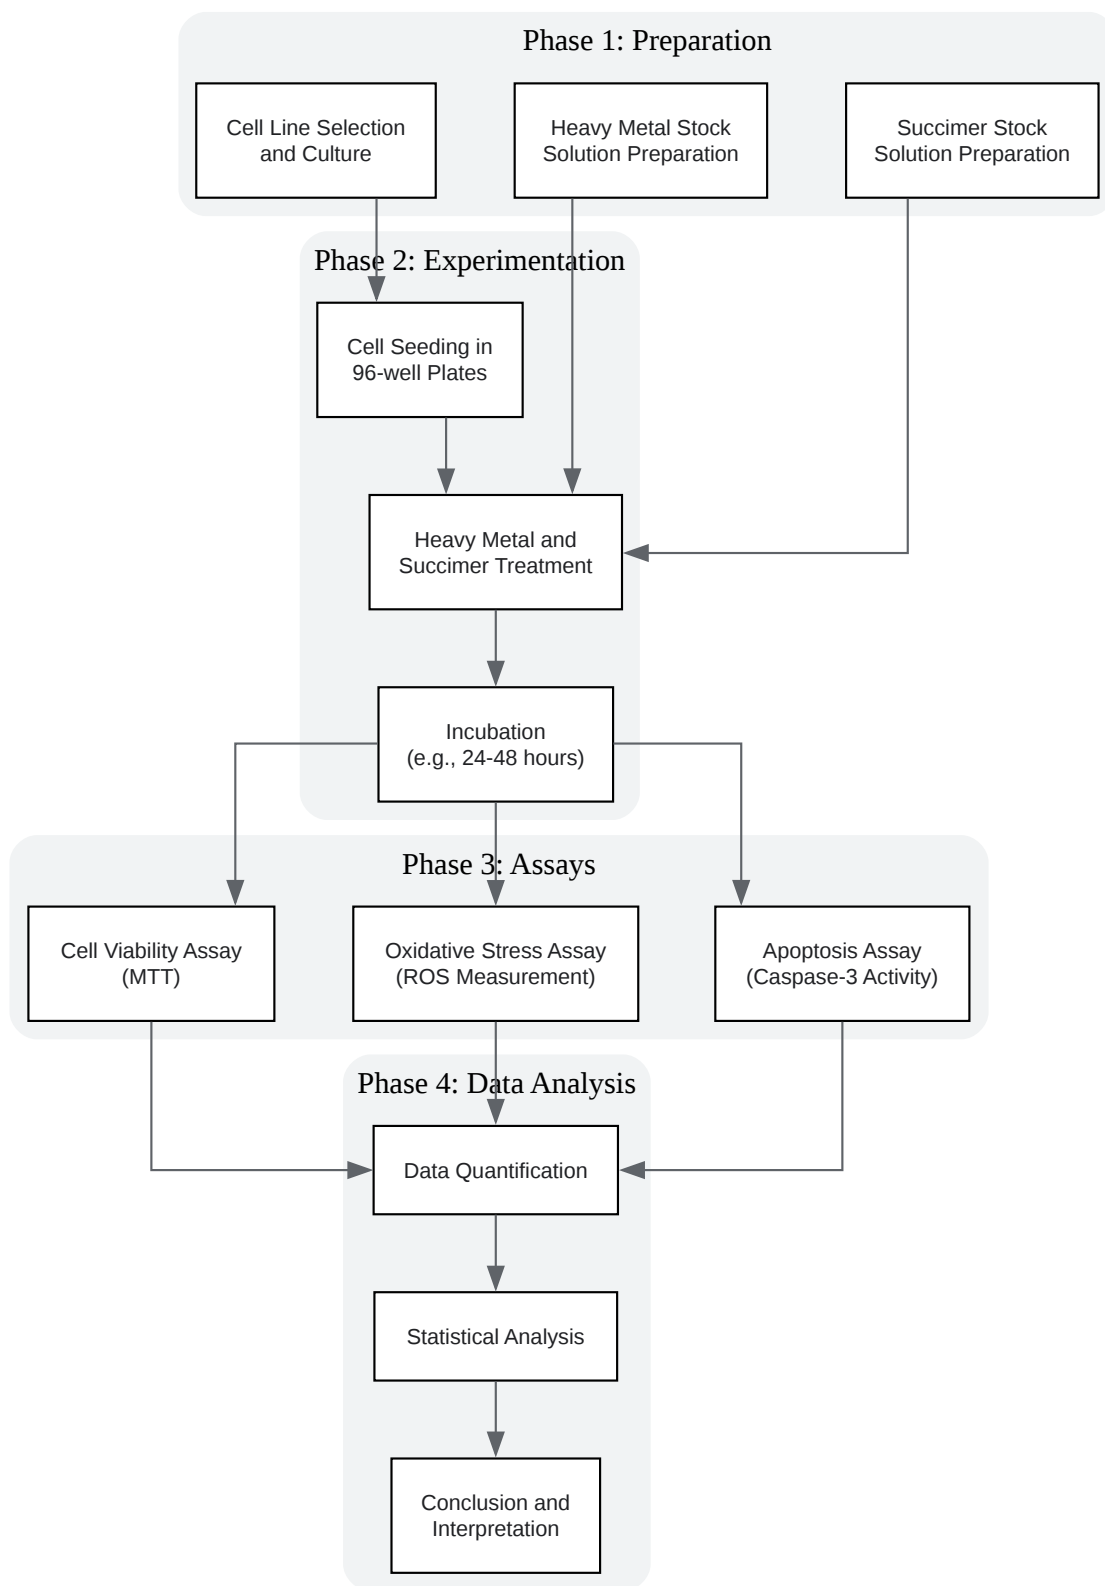 Phase 1: Preparation
Cell Line Selection
and Culture
Heavy Metal Stock
Solution Preparation
Succimer Stock
Solution Preparation
Phase 2: Experimentation
Cell Seeding in
96-well Plates
Heavy Metal and
Succimer Treatment
Incubation
(e.g., 24-48 hours)
Phase 3: Assays
Cell Viability Assay
(MTT)
Oxidative Stress Assay
(ROS Measurement)
Apoptosis Assay
(Caspase-3 Activity)
Phase 4: Data Analysis
Data Quantification
Statistical Analysis
Conclusion and
Interpretation